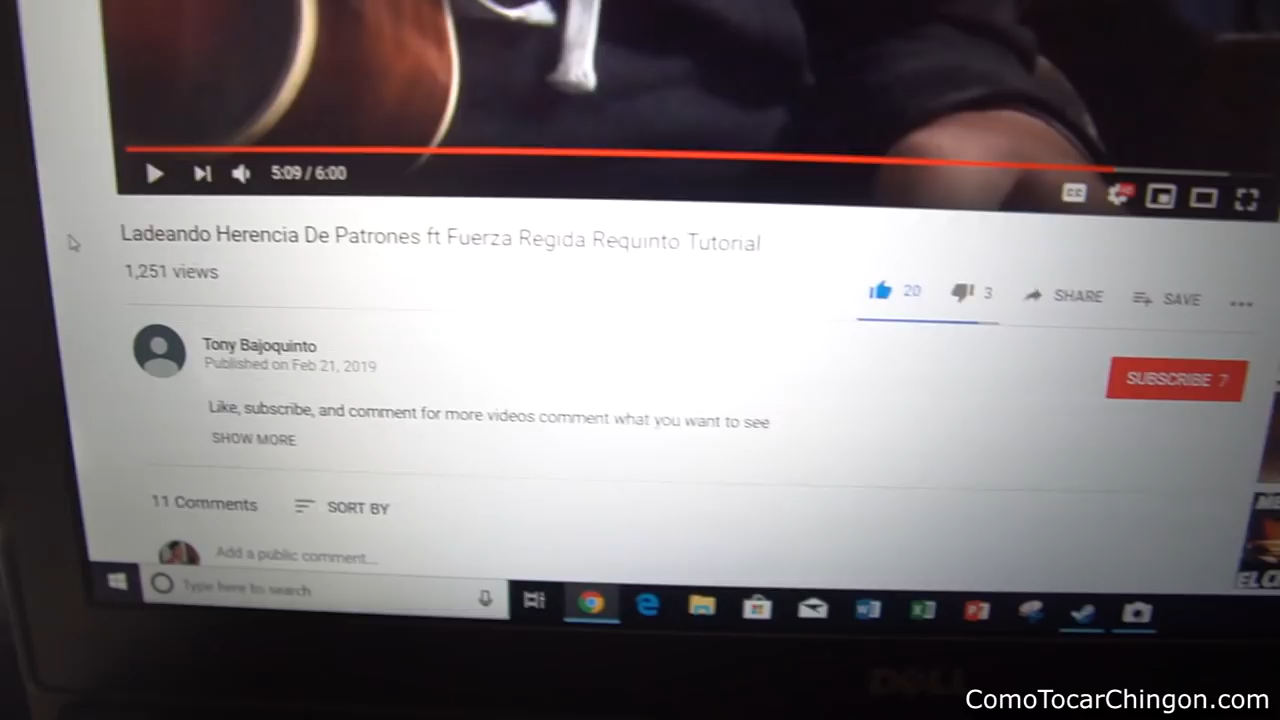 5:09 / 6:00
CC
HD
Ladeando Herencia De Patrones ft Fuerza Regida Requinto Tutorial
1,251 views
20
3
SHARE
SAVE
Tony Bajoquinto
Published on Feb 21, 2019
SUBSCRIBE 7
Like, subscribe, and comment for more videos comment what you want to see
SHOW MORE
11 Comments
SORT BY
Add a public comment...
Type here to search
DELL
ComoTocarChingon.com